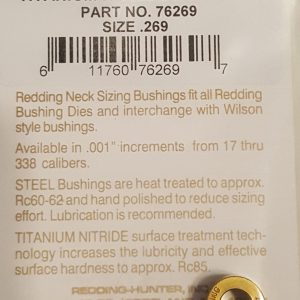 PART NO. 76269
SIZE .269
6 11760 76269 7
Redding Neck Sizing Bushings fit all Redding
Bushing Dies and interchange with Wilson
style bushings.
Available in .001" increments from 17 thru
338 calibers.
STEEL Bushings are heat treated to approx.
Rc60-62 and hand polished to reduce sizing
effort. Lubrication is recommended.
TITANIUM NITRIDE surface treatment tech-
nology increases the lubricity and effective
surface hardness to approx. Rc85.
REDDING-HUNTER, INC.